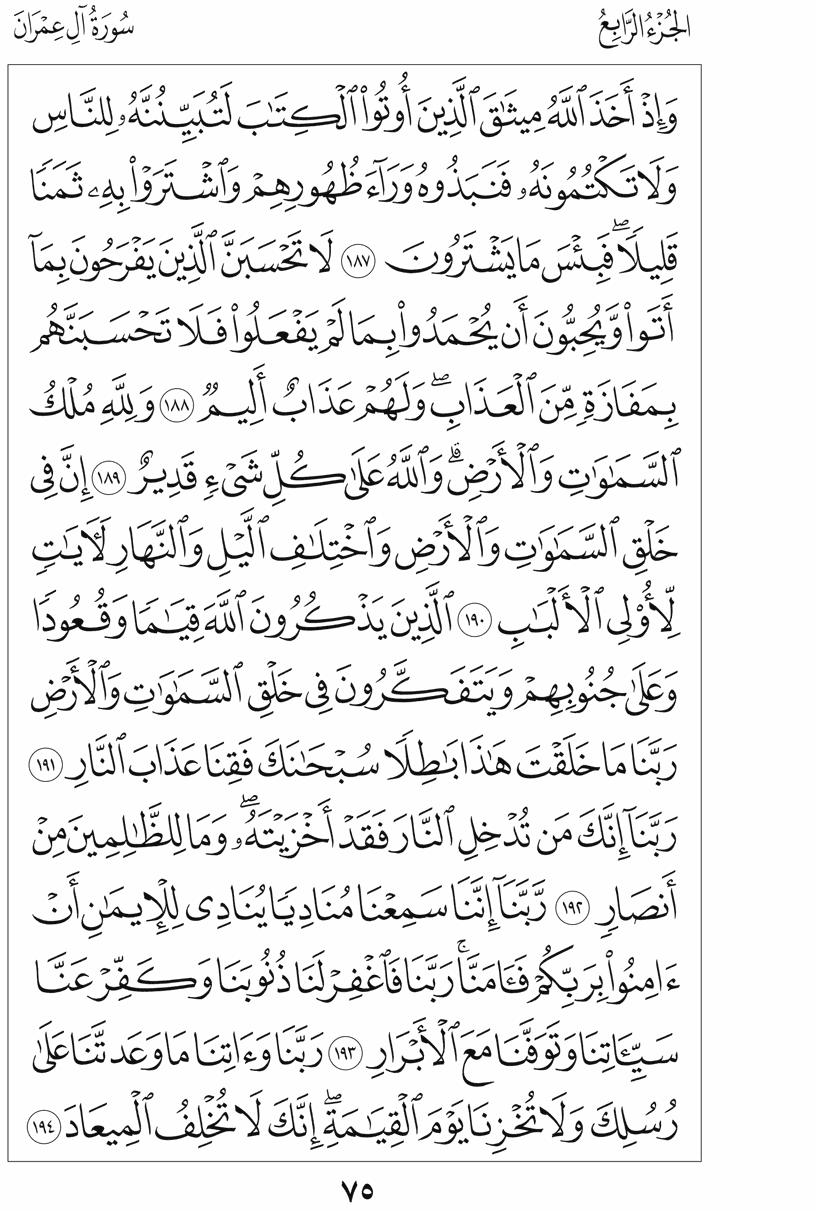 الجُزْءُ الرَّابِعُ
سُورَةُ آلِ عِمْرَانَ
وَإِذْ أَخَذَ ٱللَّهُ مِيثَٰقَ ٱلَّذِينَ أُوتُوا۟ ٱلْكِتَٰبَ لَتُبَيِّنُنَّهُۥ لِلنَّاسِ
وَلَا تَكْتُمُونَهُۥ فَنَبَذُوهُ وَرَآءَ ظُهُورِهِمْ وَٱشْتَرَوْا۟ بِهِۦ ثَمَنًا
قَلِيلًا ۖ فَبِئْسَ مَا يَشْتَرُونَ ١٨٧ لَا تَحْسَبَنَّ ٱلَّذِينَ يَفْرَحُونَ بِمَآ
أَتَوا۟ وَّيُحِبُّونَ أَن يُحْمَدُوا۟ بِمَا لَمْ يَفْعَلُوا۟ فَلَا تَحْسَبَنَّهُم
بِمَفَازَةٍ مِّنَ ٱلْعَذَابِ ۖ وَلَهُمْ عَذَابٌ أَلِيمٌ ١٨٨ وَلِلَّهِ مُلْكُ
ٱلسَّمَٰوَٰتِ وَٱلْأَرْضِ ۗ وَٱللَّهُ عَلَىٰ كُلِّ شَىْءٍ قَدِيرٌ ١٨٩ إِنَّ فِى
خَلْقِ ٱلسَّمَٰوَٰتِ وَٱلْأَرْضِ وَٱخْتِلَٰفِ ٱلَّيْلِ وَٱلنَّهَارِ لَـَٔايَٰتٍ
لِّأُو۟لِى ٱلْأَلْبَٰبِ ١٩٠ ٱلَّذِينَ يَذْكُرُونَ ٱللَّهَ قِيَٰمًا وَقُعُودًا
وَعَلَىٰ جُنُوبِهِمْ وَيَتَفَكَّرُونَ فِى خَلْقِ ٱلسَّمَٰوَٰتِ وَٱلْأَرْضِ
رَبَّنَا مَا خَلَقْتَ هَٰذَا بَٰطِلًا سُبْحَٰنَكَ فَقِنَا عَذَابَ ٱلنَّارِ ١٩١
رَبَّنَآ إِنَّكَ مَن تُدْخِلِ ٱلنَّارَ فَقَدْ أَخْزَيْتَهُۥ ۖ وَمَا لِلظَّٰلِمِينَ مِنْ
أَنصَارٍ ١٩٢ رَّبَّنَآ إِنَّنَا سَمِعْنَا مُنَادِيًا يُنَادِى لِلْإِيمَٰنِ أَنْ
ءَامِنُوا۟ بِرَبِّكُمْ فَـَٔامَنَّا ۚ رَبَّنَا فَٱغْفِرْ لَنَا ذُنُوبَنَا وَكَفِّرْ عَنَّا
سَيِّـَٔاتِنَا وَتَوَفَّنَا مَعَ ٱلْأَبْرَارِ ١٩٣ رَبَّنَا وَءَاتِنَا مَا وَعَدتَّنَا عَلَىٰ
رُسُلِكَ وَلَا تُخْزِنَا يَوْمَ ٱلْقِيَٰمَةِ ۖ إِنَّكَ لَا تُخْلِفُ ٱلْمِيعَادَ ١٩٤
٧٥